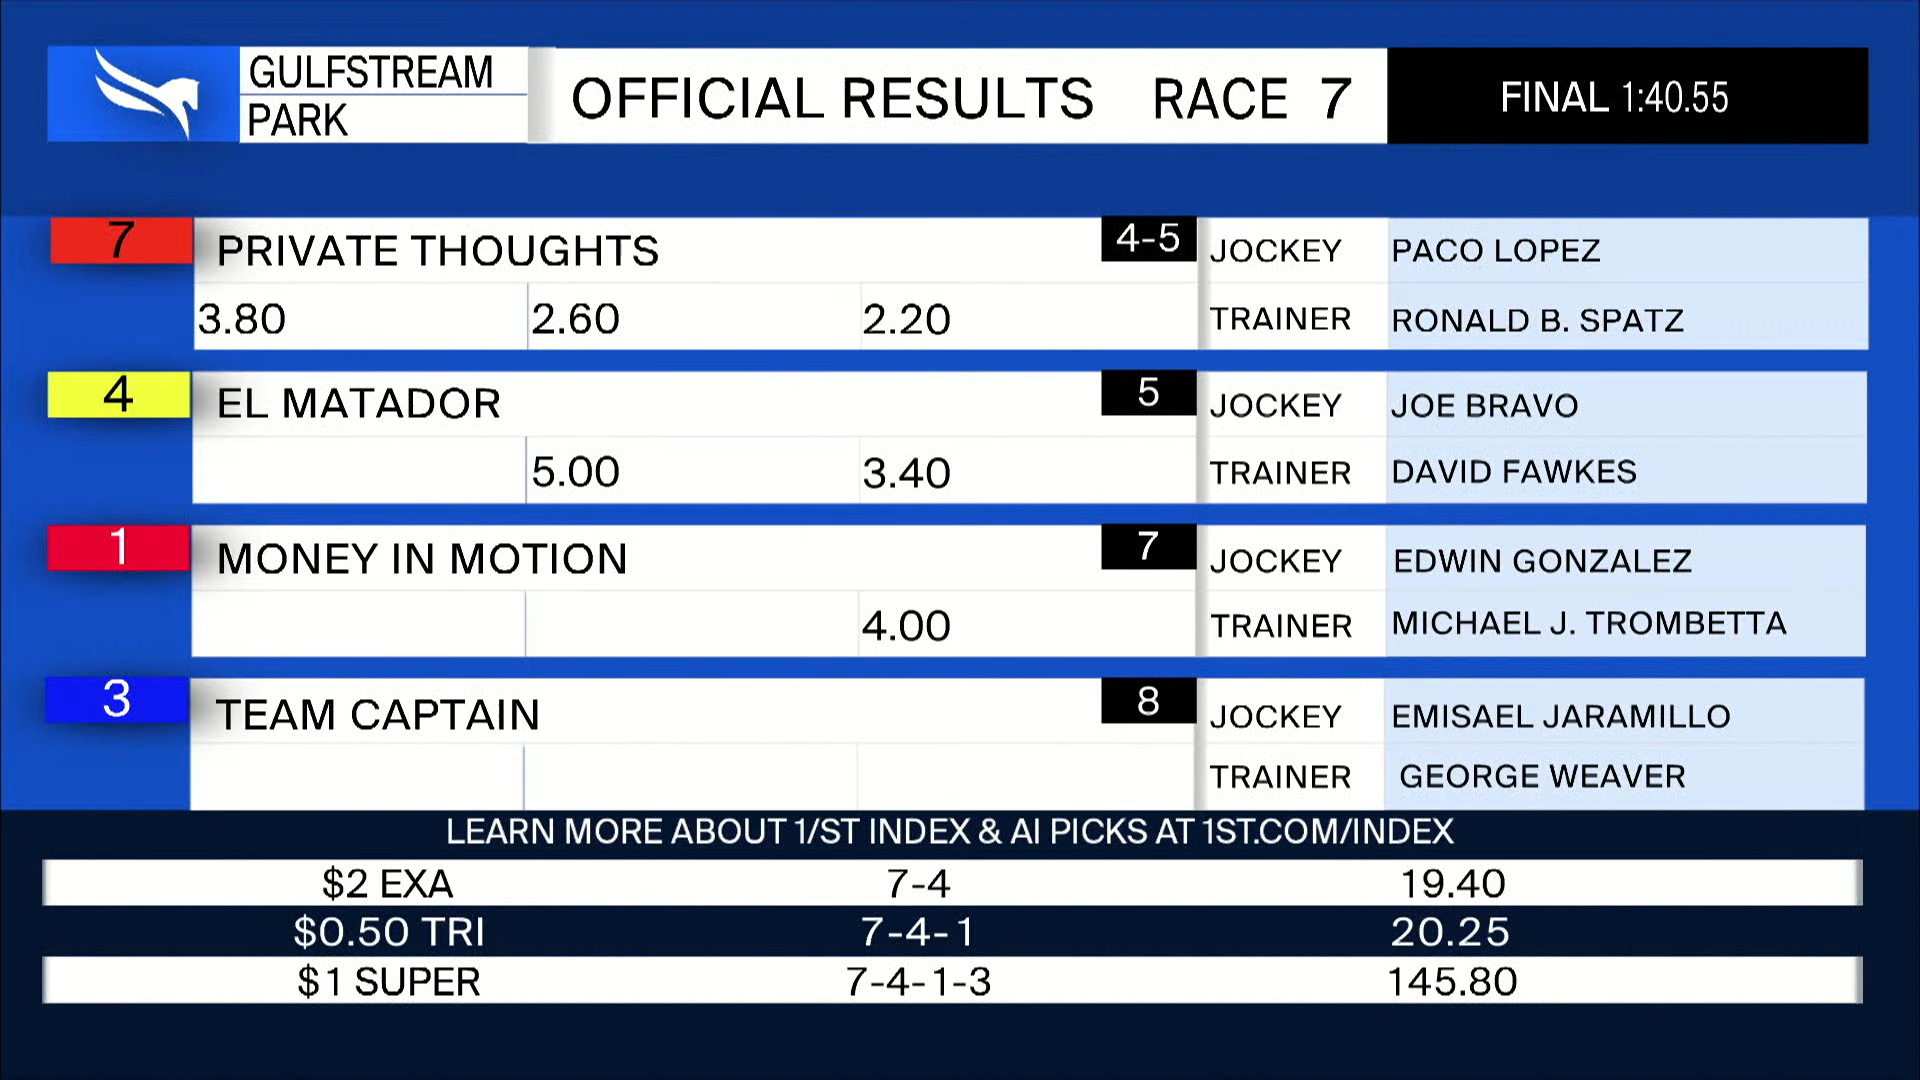 GULFSTREAM
PARK
OFFICIAL RESULTS RACE 7
FINAL 1:40.55
7 PRIVATE THOUGHTS 4-5 JOCKEY PACO LOPEZ
3.80 2.60 2.20 TRAINER RONALD B. SPATZ
4 EL MATADOR 5 JOCKEY JOE BRAVO
5.00 3.40 TRAINER DAVID FAWKES
1 MONEY IN MOTION 7 JOCKEY EDWIN GONZALEZ
4.00 TRAINER MICHAEL J. TROMBETTA
3 TEAM CAPTAIN 8 JOCKEY EMISAEL JARAMILLO
TRAINER GEORGE WEAVER
LEARN MORE ABOUT 1/ST INDEX & AI PICKS AT 1ST.COM/INDEX
$2 EXA 7-4 19.40
$0.50 TRI 7-4-1 20.25
$1 SUPER 7-4-1-3 145.80